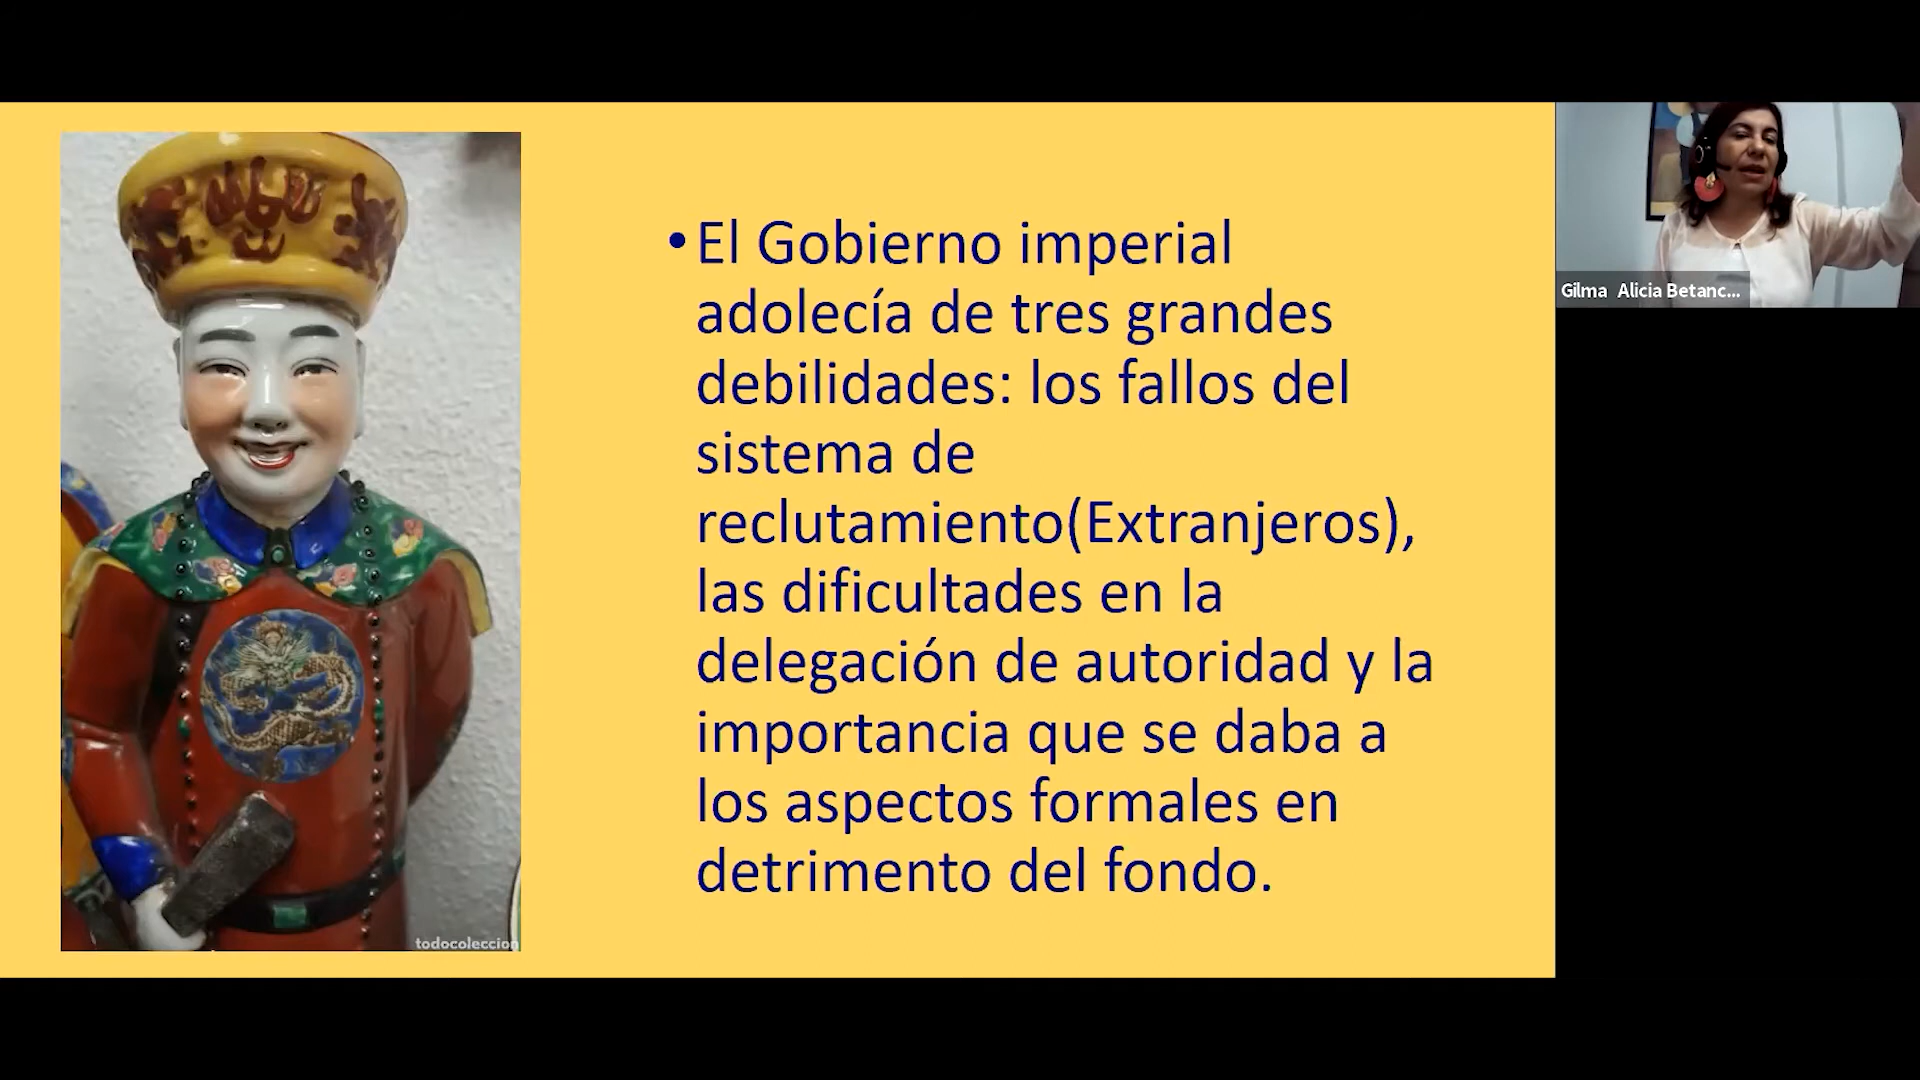 • El Gobierno imperial
adolecía de tres grandes
debilidades: los fallos del
sistema de
reclutamiento(Extranjeros),
las dificultades en la
delegación de autoridad y la
importancia que se daba a
los aspectos formales en
detrimento del fondo.
todocoleccion
Gilma Alicia Betanc...